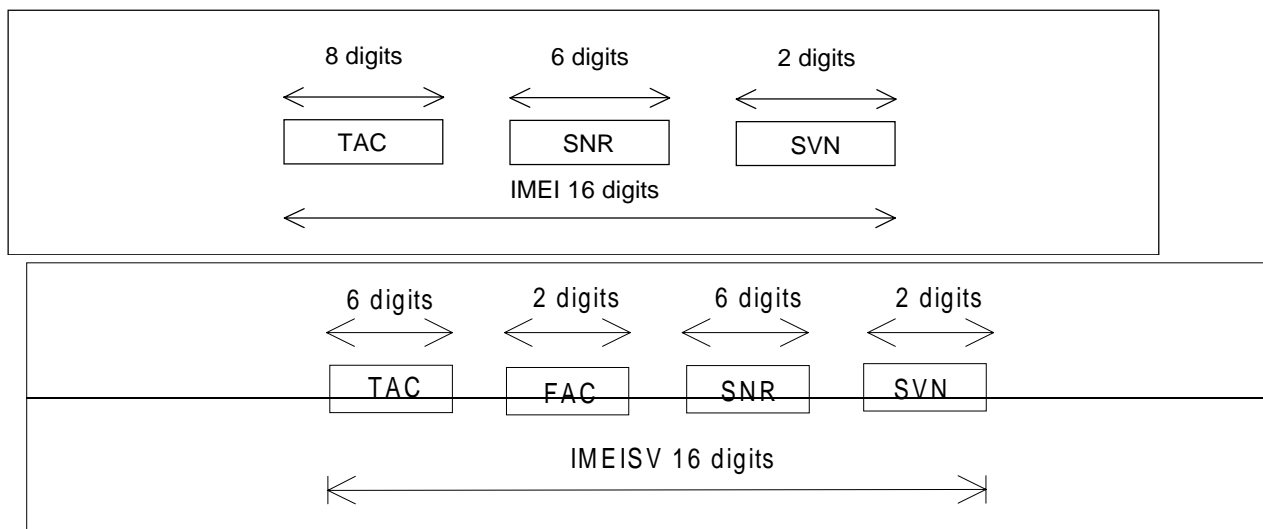 8 digits 6 digits 2 digits
TAC SNR SVN
IMEI 16 digits
6 digits 2 digits 6 digits 2 digits
TAC FAC SNR SVN
IMEISV 16 digits